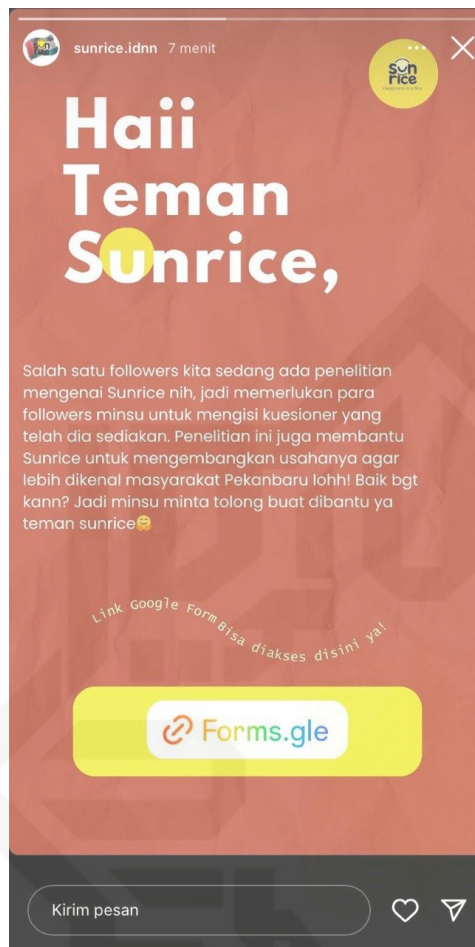 sunrice.idnn 7 menit
sun
rice
Haii
Teman
Sunrice,
Salah satu followers kita sedang ada penelitian
mengenai Sunrice nih, jadi memerlukan para
followers minsu untuk mengisi kuesioner yang
telah dia sediakan. Penelitian ini juga membantu
Sunrice untuk mengembangkan usahanya agar
lebih dikenal masyarakat Pekanbaru lohh! Baik bgt
kann? Jadi minsu minta tolong buat dibantu ya
teman sunrice🤗
Link Google Form Bisa diakses disini ya!
Forms.gle
Kirim pesan